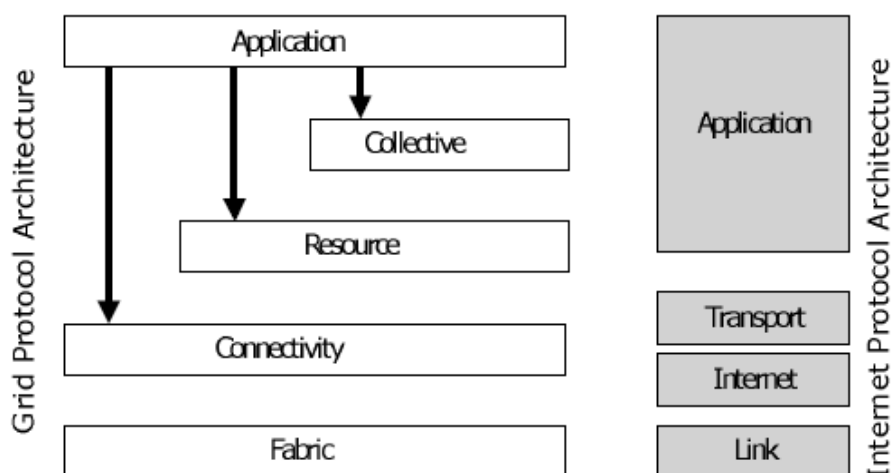 Grid Protocol Architecture
Application
Collective
Resource
Connectivity
Fabric
Application
Transport
Internet
Link
Internet Protocol Architecture